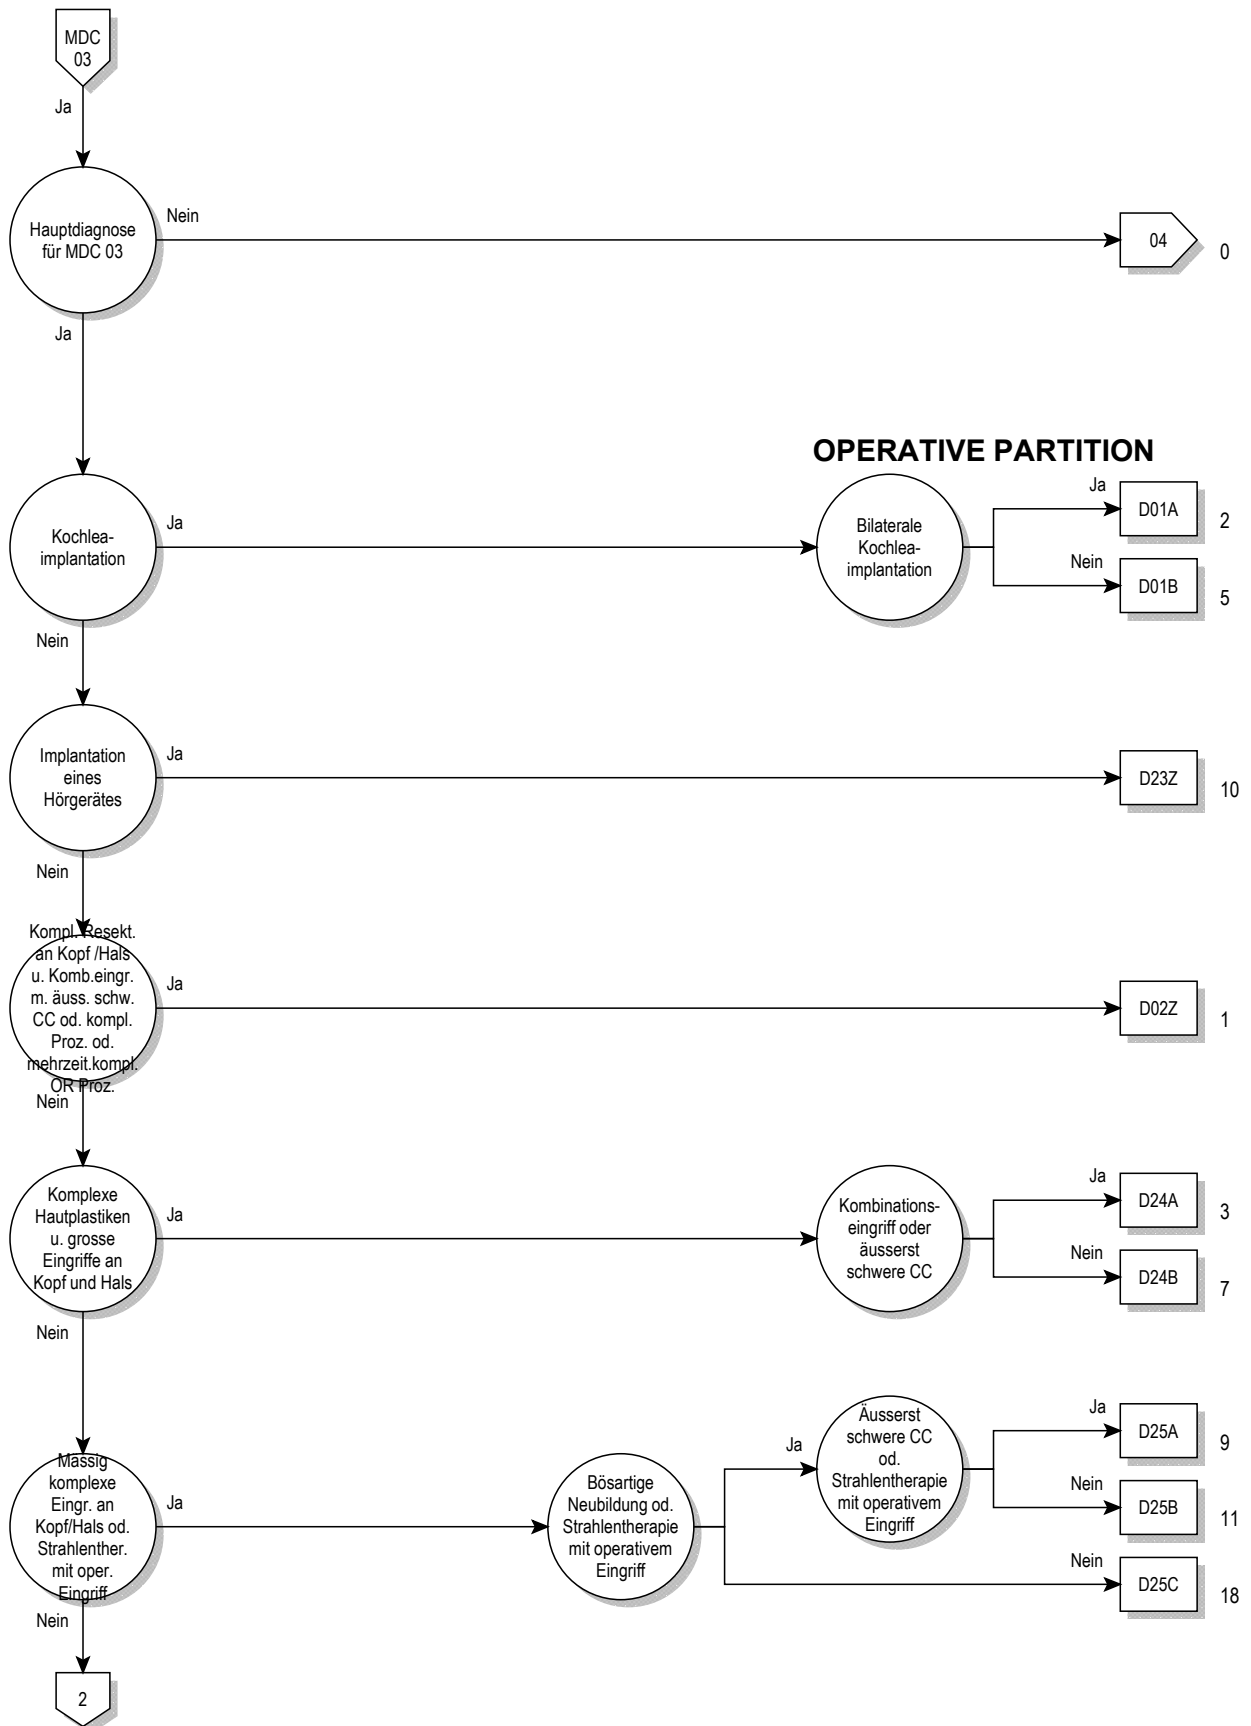 MDC
03
Ja
Hauptdiagnose
für MDC 03
Nein
04
0
Ja
OPERATIVE PARTITION
Kochlea-
implantation
Ja
Bilaterale
Kochlea-
implantation
Ja
D01A
2
Nein
D01B
5
Nein
Implantation
eines
Hörgerätes
Ja
D23Z
10
Nein
Kompl. Resekt.
an Kopf /Hals
u. Komb.eingr.
m. äuss. schw.
CC od. kompl.
Proz. od.
mehrzeit.kompl.
OR Proz.
Ja
D02Z
1
Nein
Komplexe
Hautplastiken
u. grosse
Eingriffe an
Kopf und Hals
Ja
Kombinations-
eingriff oder
äusserst
schwere CC
Ja
D24A
3
Nein
D24B
7
Nein
Mässig
komplexe
Eingr. an
Kopf/Hals od.
Strahlenther.
mit oper.
Eingriff
Ja
Bösartige
Neubildung od.
Strahlentherapie
mit operativem
Eingriff
Ja
Äusserst
schwere CC
od.
Strahlentherapie
mit operativem
Eingriff
Ja
D25A
9
Nein
D25B
11
Nein
D25C
18
Nein
2